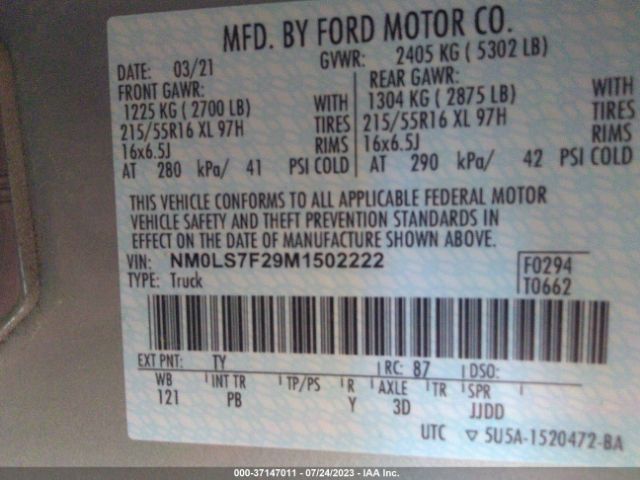 MFD. BY FORD MOTOR CO.
DATE: 03/21 GVWR: 2405 KG ( 5302 LB)
FRONT GAWR: REAR GAWR:
1225 KG ( 2700 LB) WITH 1304 KG ( 2875 LB) WITH
215/55R16 XL 97H TIRES 215/55R16 XL 97H TIRES
16x6.5J RIMS 16x6.5J RIMS
AT 280 kPa/ 41 PSI COLD AT 290 kPa/ 42 PSI COLD
THIS VEHICLE CONFORMS TO ALL APPLICABLE FEDERAL MOTOR
VEHICLE SAFETY AND THEFT PREVENTION STANDARDS IN
EFFECT ON THE DATE OF MANUFACTURE SHOWN ABOVE.
VIN: NM0LS7F29M1502222 F0294
TYPE: Truck T0662
EXT PNT: TY RC: 87 DSO:
WB INT TR TP/PS R AXLE TR SPR
121 PB Y 3D JJDD
UTC ▽ 5U5A-1520472-BA
000-37147011 - 07/24/2023 - IAA Inc.